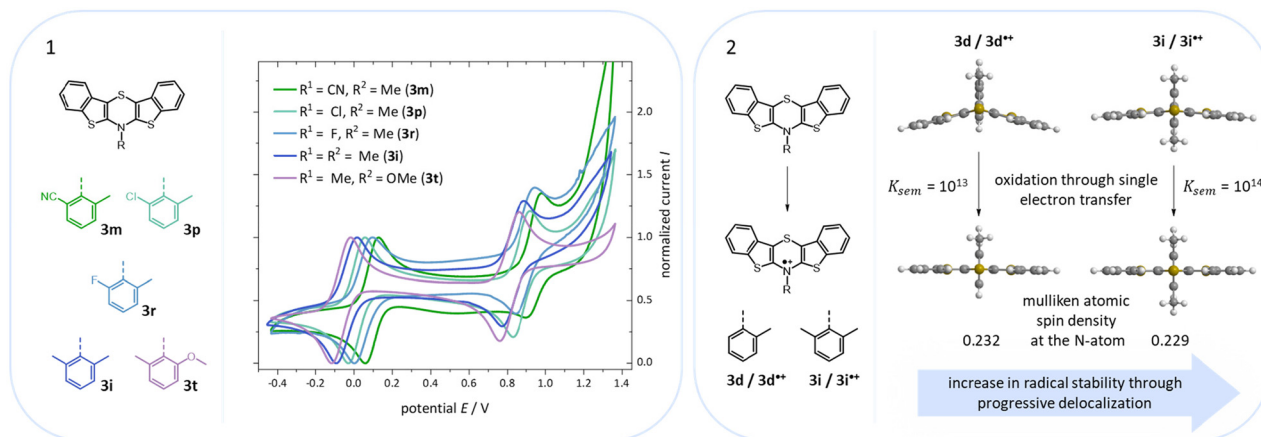 1
S
S
N
S
R
NC
3m
Cl
3p
F
3r
3i
O
3t
R¹ = CN, R² = Me (3m)
R¹ = Cl, R² = Me (3p)
R¹ = F, R² = Me (3r)
R¹ = R² = Me (3i)
R¹ = Me, R² = OMe (3t)
2.0
1.5
1.0
0.5
0.0
normalized current I
-0.4 -0.2 0.0 0.2 0.4 0.6 0.8 1.0 1.2 1.4
potential E / V
2
S
S
N
S
R
S
S
•+
N
S
R
3d / 3d•+
3i / 3i•+
3d / 3d•+
3i / 3i•+
Ksem = 10¹³
oxidation through single
electron transfer
Ksem = 10¹⁴
mulliken atomic
spin density
at the N-atom
0.232
0.229
increase in radical stability through
progressive delocalization